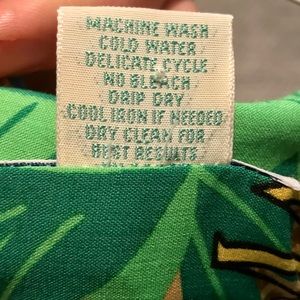 MACHINE WASH
COLD WATER
DELICATE CYCLE
NO BLEACH
DRIP DRY
COOL IRON IF NEEDED
DRY CLEAN FOR
BEST RESULTS